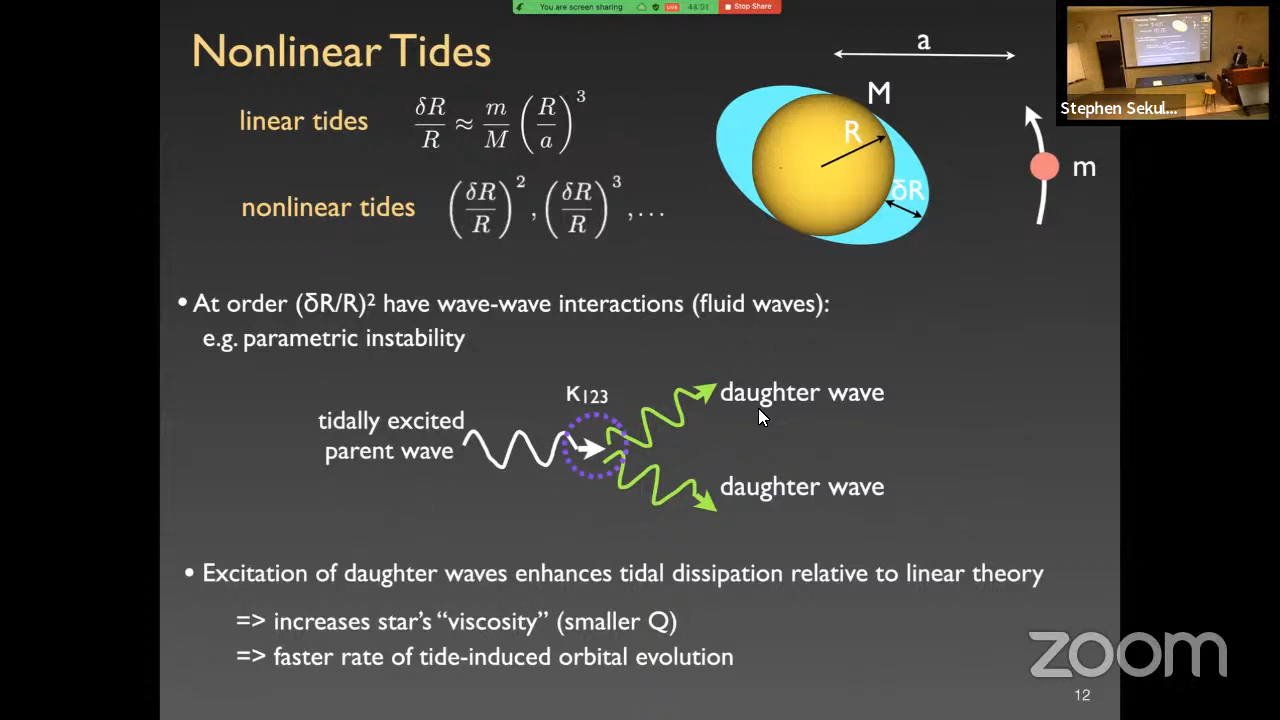 You are screen sharing
LIVE
44:31
Stop Share
Nonlinear Tides
a
M
R
δR
m
Stephen Sekul...
linear tides δR/R ≈ m/M (R/a)^3
nonlinear tides (δR/R)^2, (δR/R)^3, ...
• At order (δR/R)² have wave-wave interactions (fluid waves):
e.g. parametric instability
κ123
tidally excited
parent wave
daughter wave
daughter wave
• Excitation of daughter waves enhances tidal dissipation relative to linear theory
=> increases star's “viscosity” (smaller Q)
=> faster rate of tide-induced orbital evolution
zoom
12